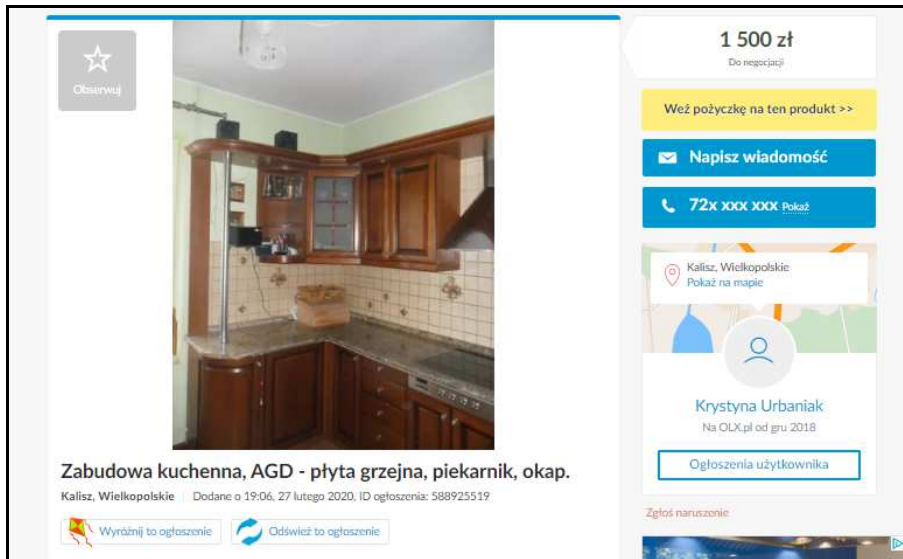 Obserwuj
1 500 zł
Do negocjacji
Weź pożyczkę na ten produkt >>
Napisz wiadomość
72x xxx xxx Pokaż
Kalisz, Wielkopolskie
Pokaż na mapie
Krystyna Urbaniak
Na OLX.pl od gru 2018
Ogłoszenia użytkownika
Zgłoś naruszenie
Zabudowa kuchenna, AGD - płyta grzejna, piekarnik, okap.
Kalisz, Wielkopolskie Dodane o 19:06, 27 lutego 2020, ID ogłoszenia: 588925519
Wyróżnij to ogłoszenie
Odśwież to ogłoszenie